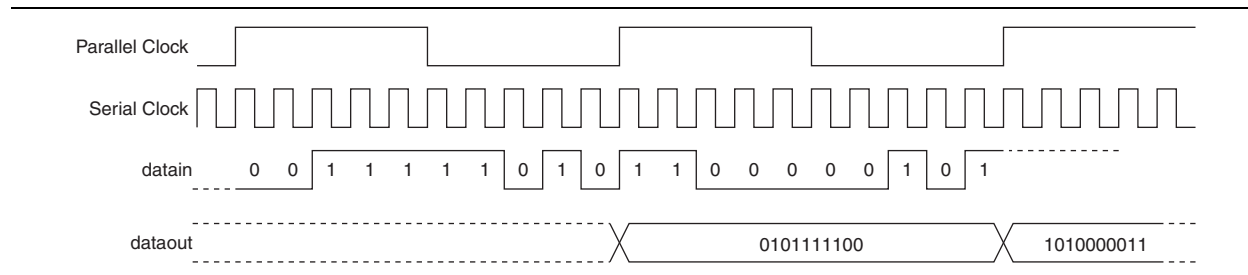 Parallel Clock
Serial Clock
datain 0 0 1 1 1 1 1 0 1 0 1 1 0 0 0 0 0 1 0 1
dataout 0101111100 1010000011